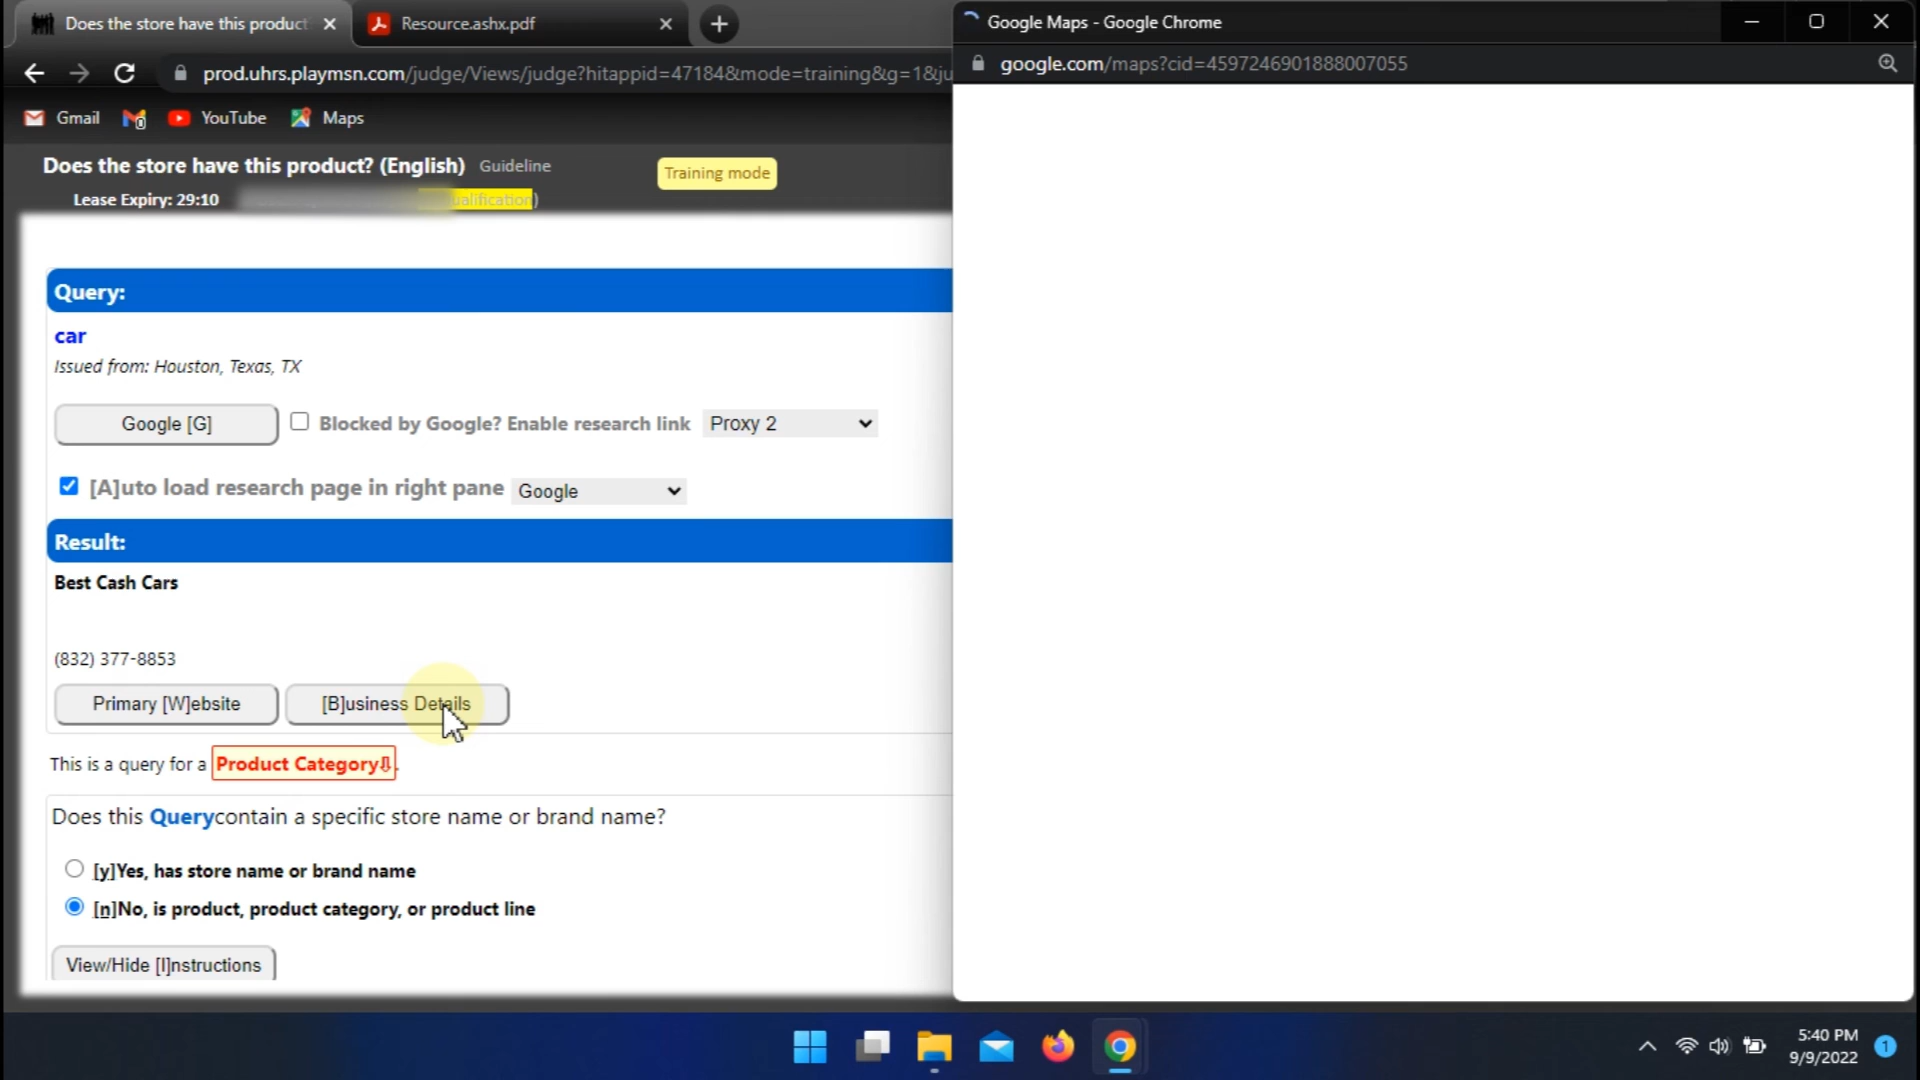 Does the store have this product
Resource.ashx.pdf
Google Maps - Google Chrome
prod.uhrs.playmsn.com/judge/Views/judge?hitappid=47184&mode=training&g=1&ju
google.com/maps?cid=4597246901888007055
Gmail
YouTube
Maps
Does the store have this product? (English) Guideline
Training mode
Lease Expiry: 29:10
ualification)
Query:
car
Issued from: Houston, Texas, TX
Google [G]
Blocked by Google? Enable research link
Proxy 2
[A]uto load research page in right pane
Google
Result:
Best Cash Cars
(832) 377-8853
Primary [W]ebsite
[B]usiness Details
This is a query for a Product Category⇩.
Does this Querycontain a specific store name or brand name?
[y]Yes, has store name or brand name
[n]No, is product, product category, or product line
View/Hide [I]nstructions
5:40 PM
9/9/2022
1